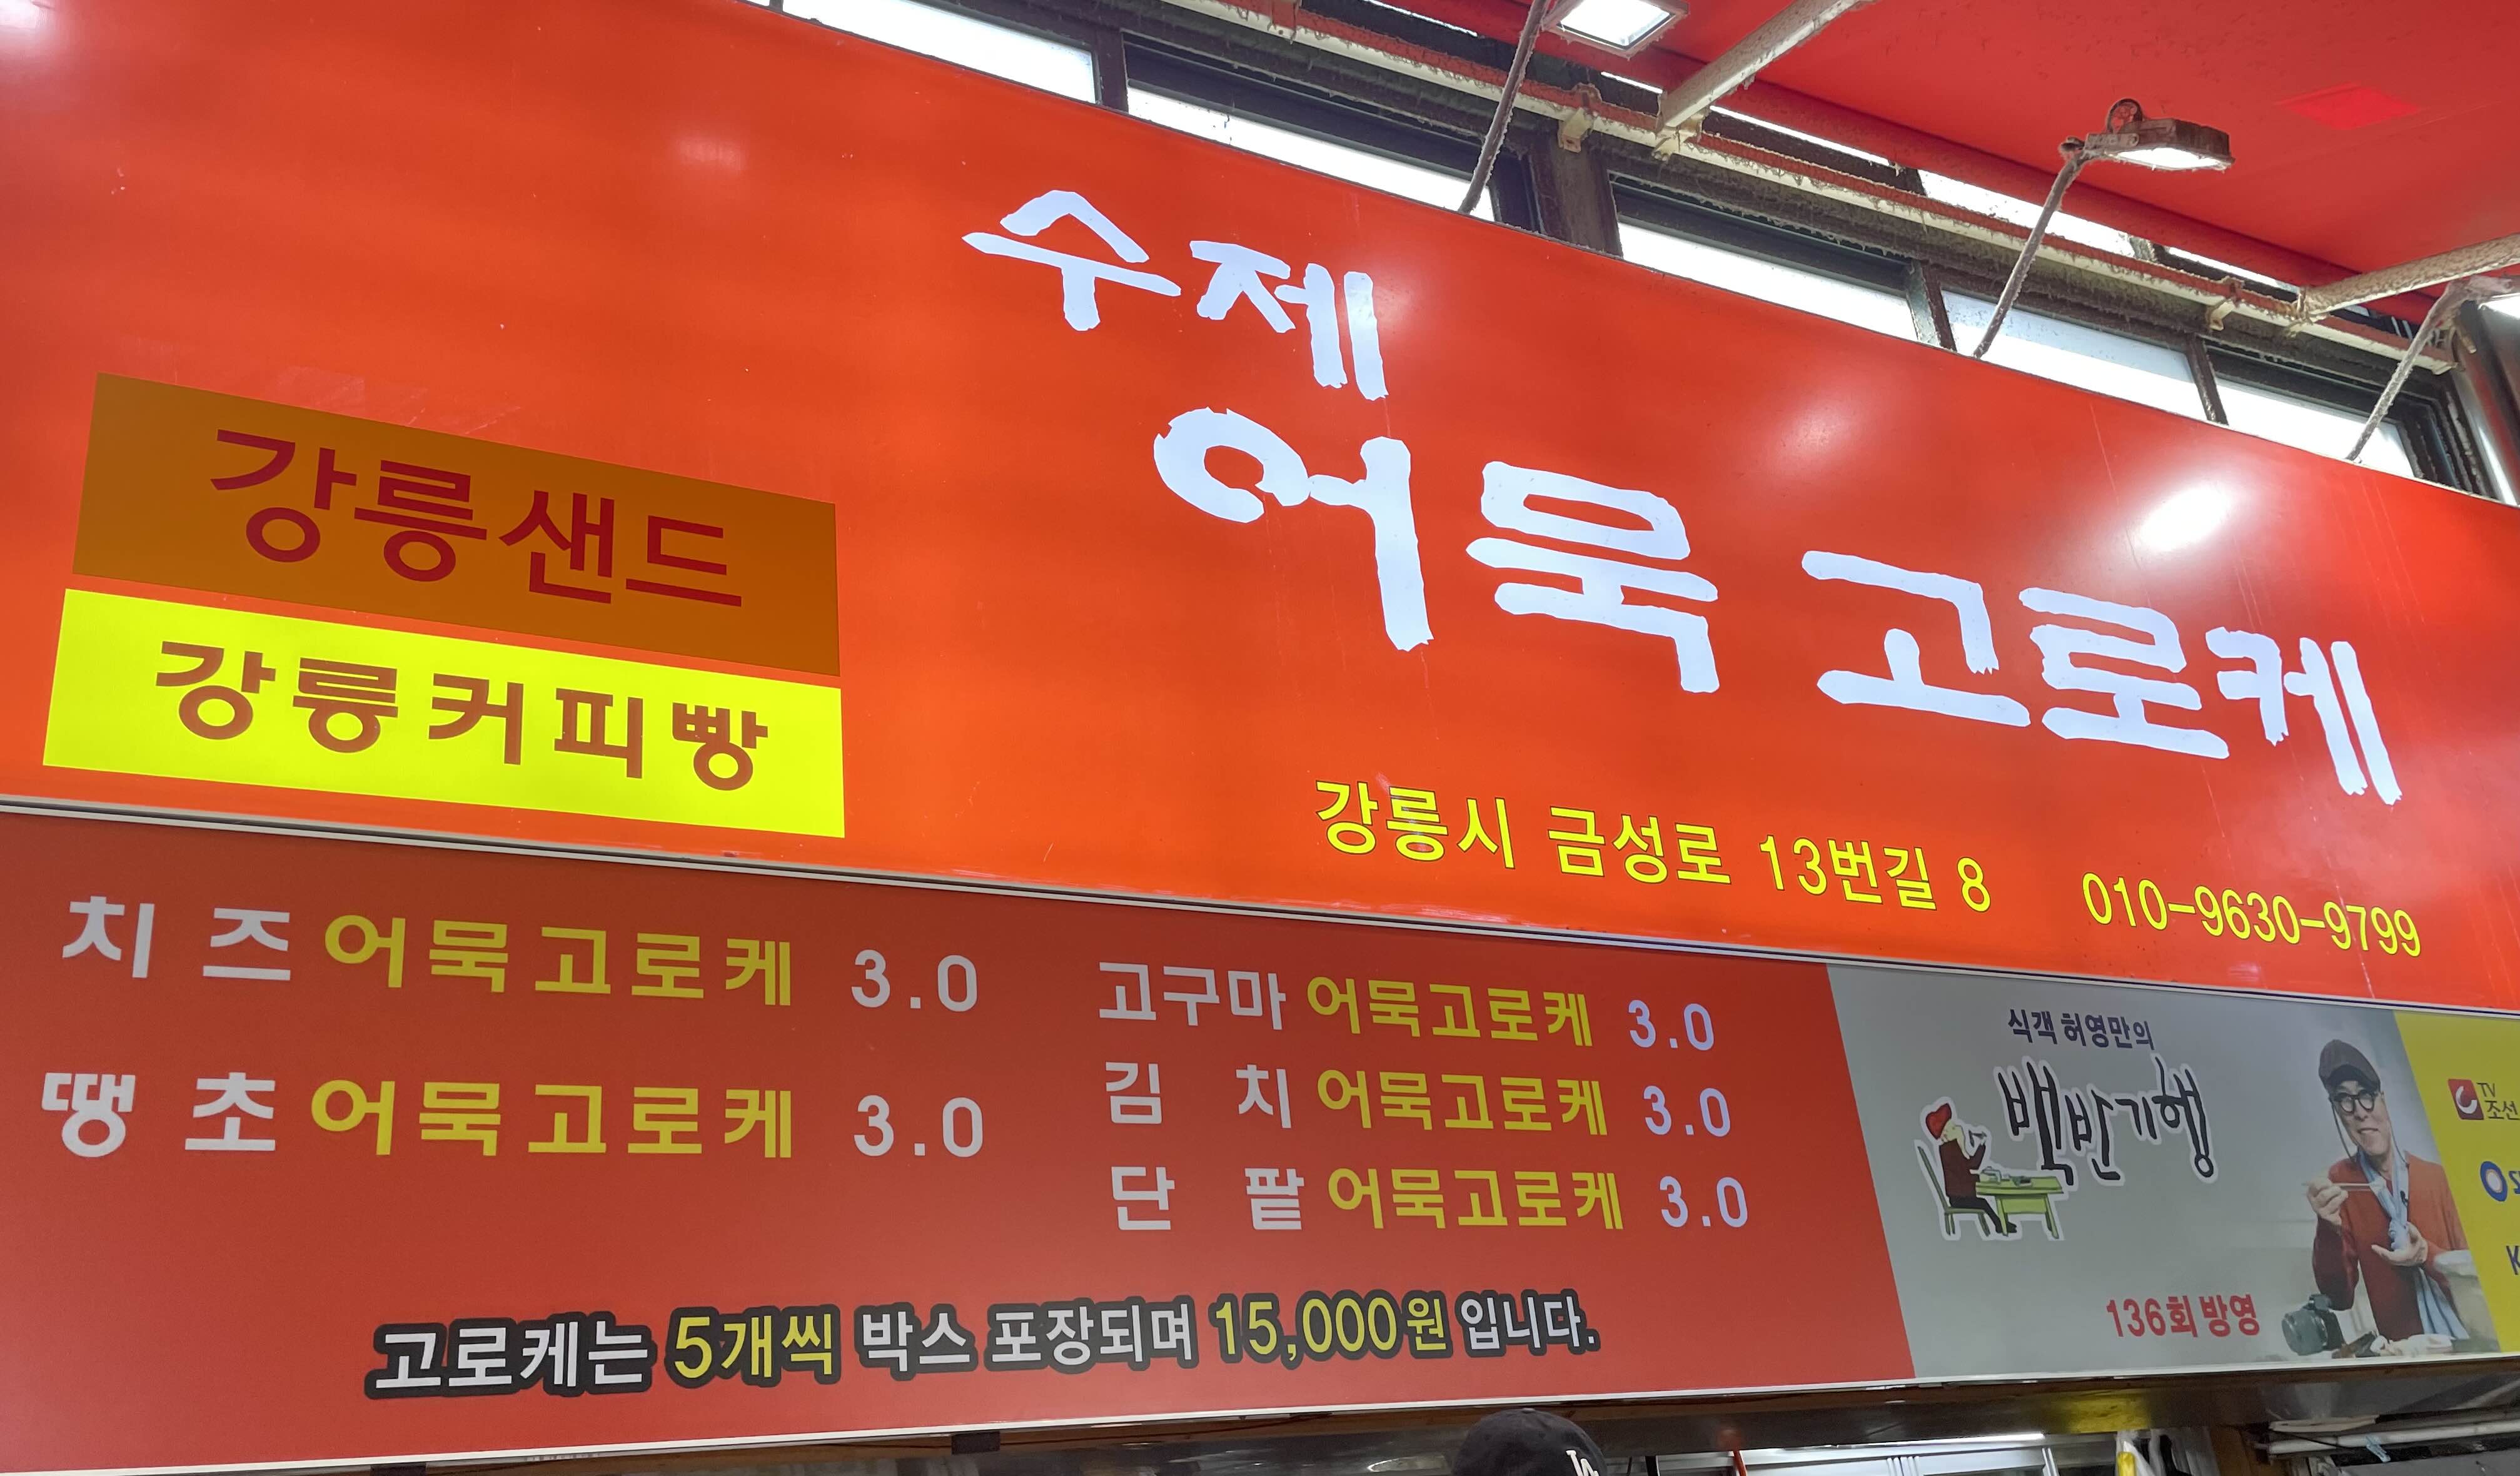 수제
어묵 고로케
강릉샌드
강릉커피빵
강릉시 금성로 13번길 8 010-9630-9799
치즈어묵고로케 3.0
땡초어묵고로케 3.0
고구마 어묵고로케 3.0
김치 어묵고로케 3.0
단팥 어묵고로케 3.0
고로케는 5개씩 박스 포장되며 15,000원 입니다.
식객 허영만의
백반기행
136회 방영
TV
조선
LA